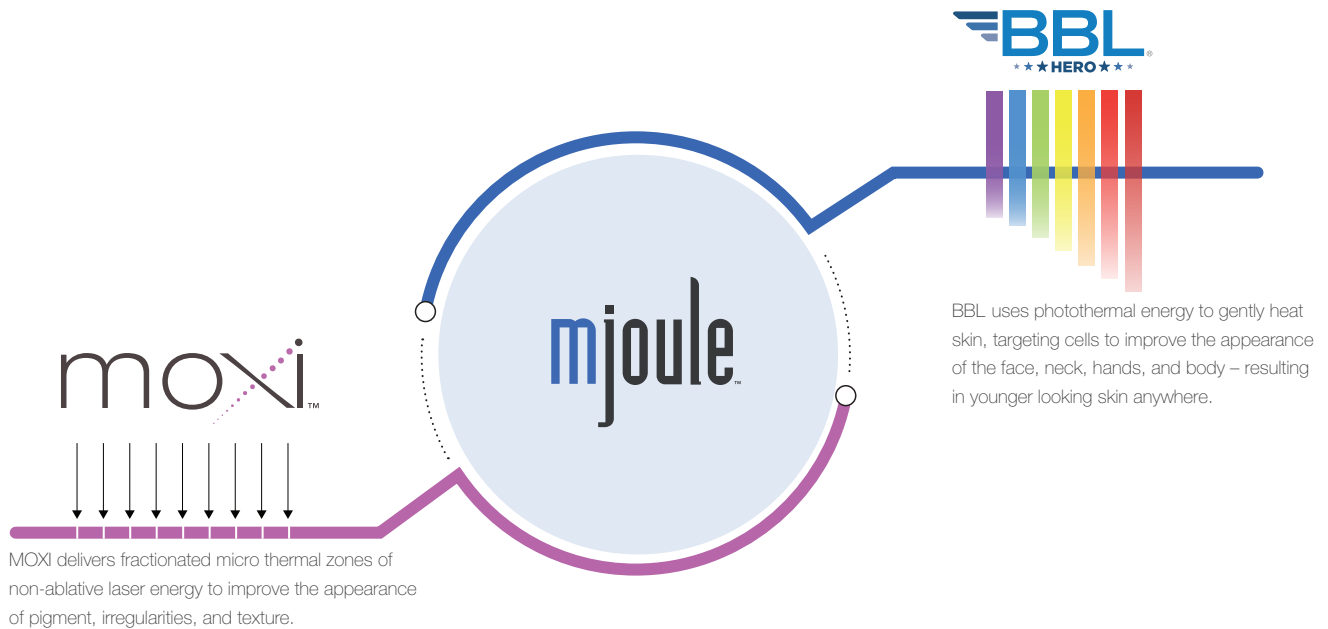 BBL®
HERO
mjoule™
moxi™
BBL uses photothermal energy to gently heat
skin, targeting cells to improve the appearance
of the face, neck, hands, and body – resulting
in younger looking skin anywhere.
MOXI delivers fractionated micro thermal zones of
non-ablative laser energy to improve the appearance
of pigment, irregularities, and texture.